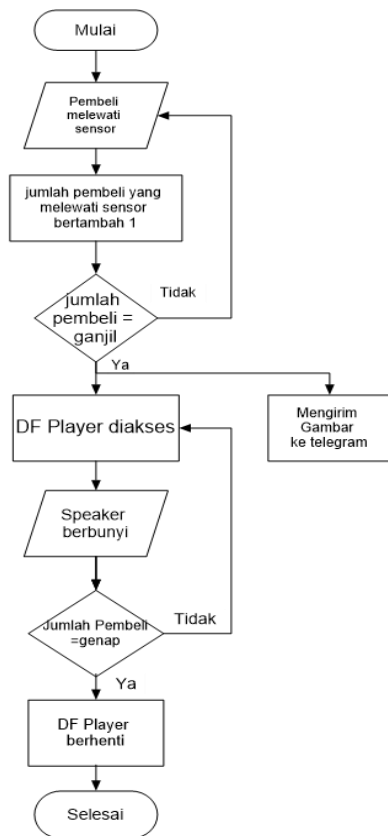 Mulai
Pembeli
melewati
sensor
jumlah pembeli yang
melewati sensor
bertambah 1
Tidak
jumlah
pembeli =
ganjil
Ya
DF Player diakses
Mengirim
Gambar
ke telegram
Speaker
berbunyi
Jumlah Pembeli
=genap
Tidak
Ya
DF Player
berhenti
Selesai